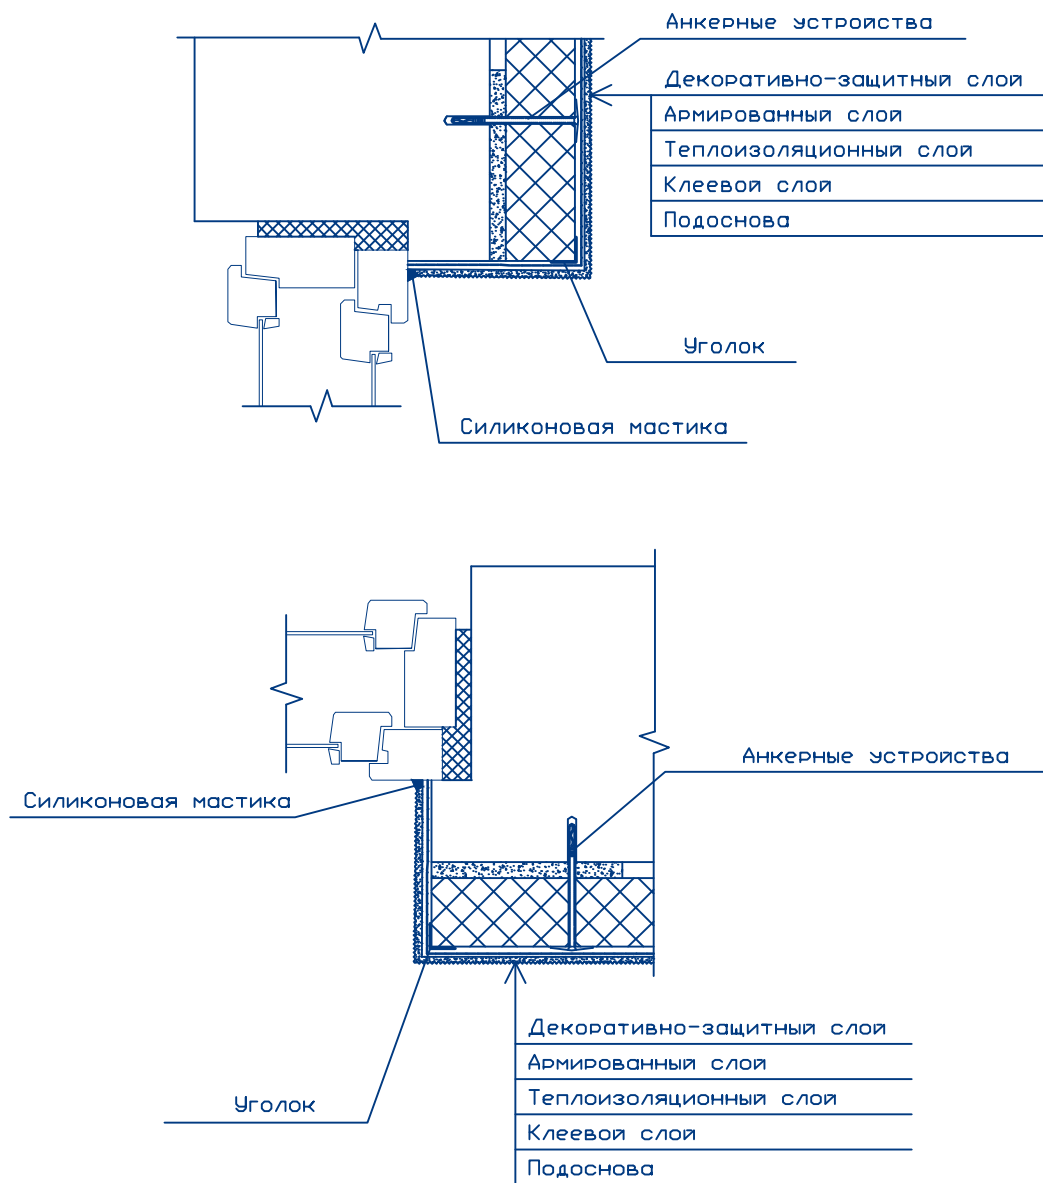 Анкерные устройства
Декоративно-защитный слой
Армированный слой
Теплоизоляционный слой
Клеевой слой
Подоснова
Уголок
Силиконовая мастика
Анкерные устройства
Силиконовая мастика
Декоративно-защитный слой
Армированный слой
Теплоизоляционный слой
Уголок
Клеевой слой
Подоснова